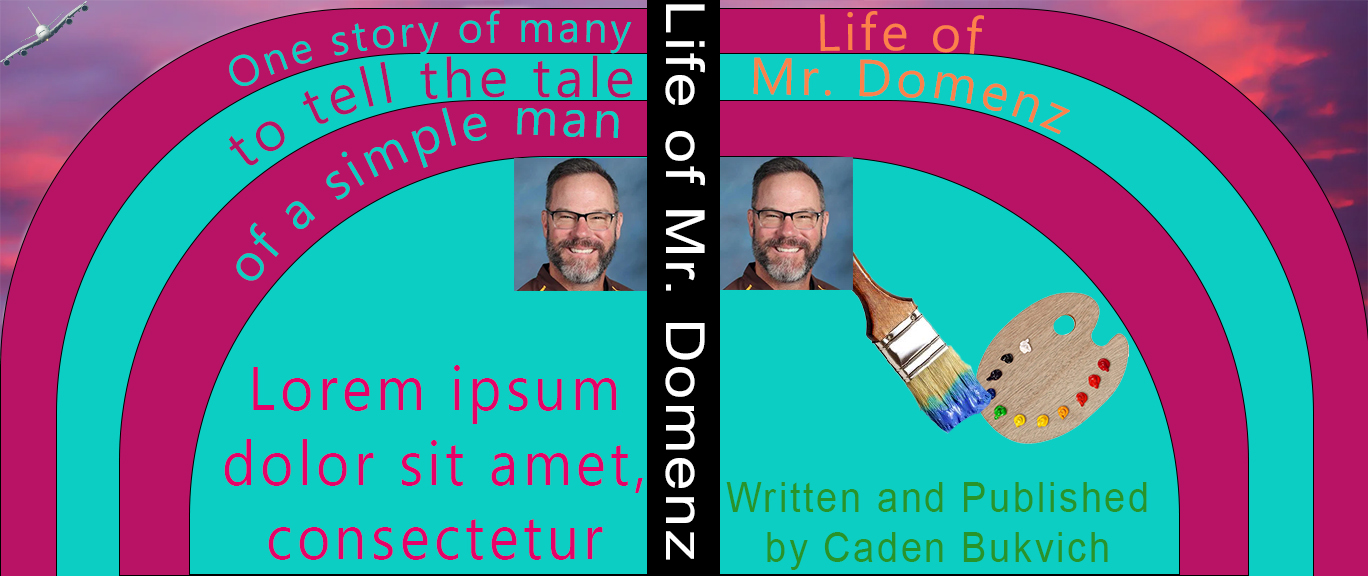 One story of many
to tell the tale
of a simple man
Lorem ipsum
dolor sit amet,
consectetur
Life of Mr. Domenz
Life of
Mr. Domenz
Written and Published
by Caden Bukvich